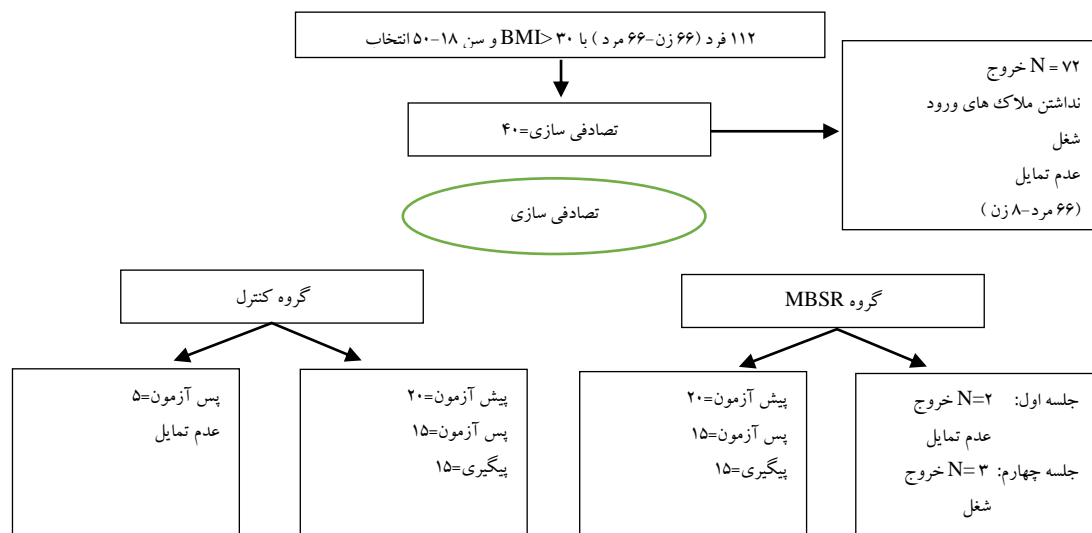 ۱۱۲ فرد (۶۶ زن-۶۶ مرد ) با BMI>۳۰ و سن ۱۸-۵۰ انتخاب
N = ۷۲ خروج
نداشتن ملاک های ورود
شغل
عدم تمایل
(۶۶ مرد-۸ زن )
تصادفی سازی=۴۰
تصادفی سازی
گروه MBSR
گروه کنترل
جلسه اول: N=۲ خروج
عدم تمایل
جلسه چهارم: N= ۳ خروج
شغل
پیش آزمون=۲۰
پس آزمون=۱۵
پیگیری=۱۵
پیش آزمون=۲۰
پس آزمون=۱۵
پیگیری=۱۵
پس آزمون=۵
عدم تمایل